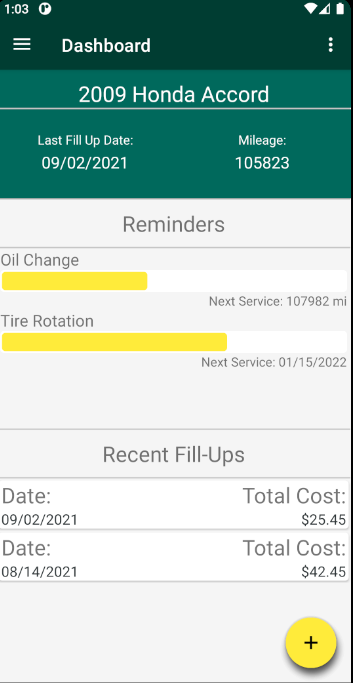 1:03
Dashboard
2009 Honda Accord
Last Fill Up Date: Mileage:
09/02/2021 105823
Reminders
Oil Change
Next Service: 107982 mi
Tire Rotation
Next Service: 01/15/2022
Recent Fill-Ups
Date: Total Cost:
09/02/2021 $25.45
Date: Total Cost:
08/14/2021 $42.45
+